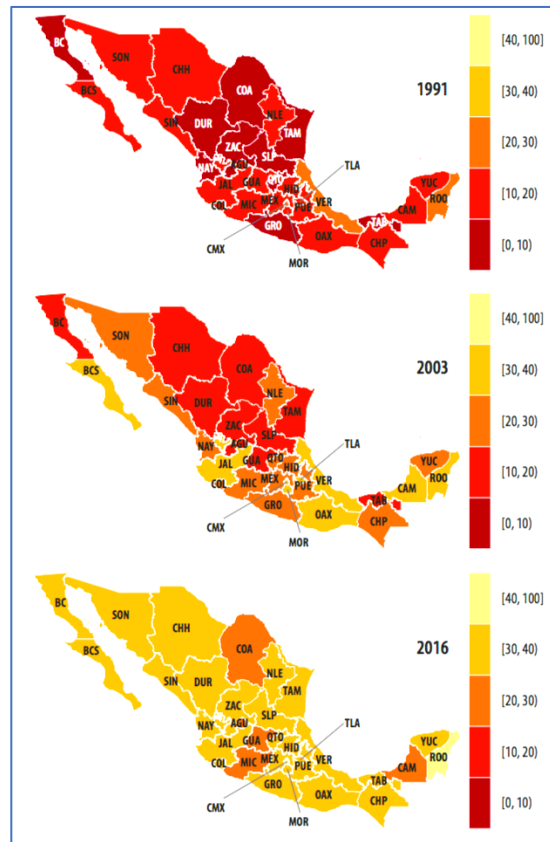 BC
SON
CHH
BCS
COA
NLE
SIN
DUR
TAM
ZAC
SLP
NAY
AGU
JAL
GUA
QTO
HID
COL
MIC
MEX
PUE
VER
TLA
GRO
OAX
CMX
MOR
TAB
CHP
CAM
YUC
ROO
1991
[40, 100]
[30, 40)
[20, 30)
[10, 20)
[0, 10)
BC
SON
CHH
BCS
COA
NLE
SIN
DUR
TAM
ZAC
SLP
NAY
AGU
JAL
GUA
QTO
HID
COL
MIC
MEX
PUE
VER
TLA
GRO
OAX
CMX
MOR
TAB
CHP
CAM
YUC
ROO
2003
[40, 100]
[30, 40)
[20, 30)
[10, 20)
[0, 10)
BC
SON
CHH
BCS
COA
NLE
SIN
DUR
TAM
ZAC
SLP
NAY
AGU
JAL
GUA
QTO
HID
COL
MIC
MEX
PUE
VER
TLA
GRO
OAX
CMX
MOR
TAB
CHP
CAM
YUC
ROO
2016
[40, 100]
[30, 40)
[20, 30)
[10, 20)
[0, 10)